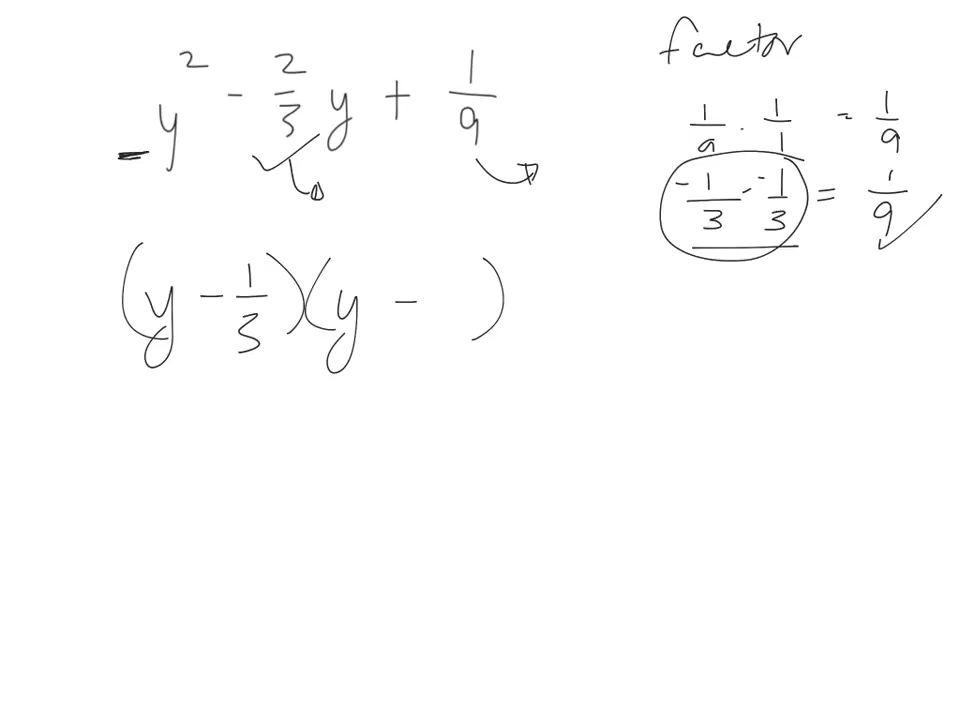 y² - 2/3 y + 1/9
(y - 1/3)(y - )
factor
1/9 · 1/1 = 1/9
-1/3 · -1/3 = 1/9